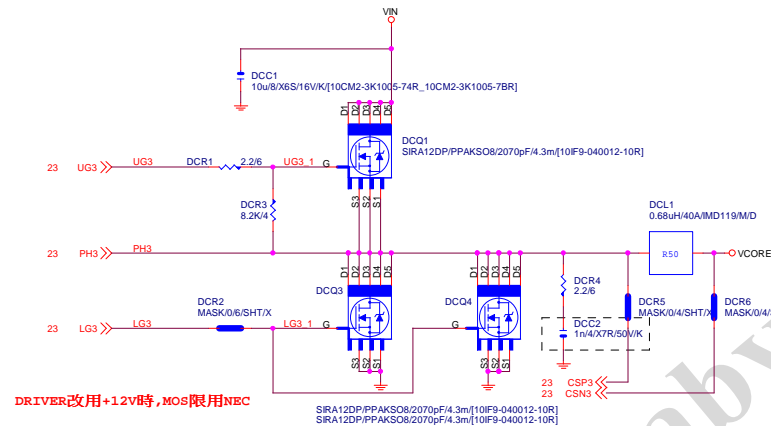 VIN
DCC1
10u/8/X6S/16V/K/[10CM2-3K1005-74R_10CM2-3K1005-7BR]
D1 D2 D3 D4 D5
DCQ1
SIRA12DP/PPAKSO8/2070pF/4.3m/[10IF9-040012-10R]
23 UG3 UG3 DCR1 2.2/6 UG3_1 G
S3 S2 S1
DCR3
8.2K/4
DCL1
0.68uH/40A/IMD119/M/D
R50
VCORE
23 PH3 PH3
D1 D2 D3 D4 D5
D1 D2 D3 D4 D5
DCR2
MASK/0/6/SHT/X
DCQ3
DCQ4
DCR4
2.2/6
DCR5
MASK/0/4/SHT/X
DCR6
MASK/0/4/S
23 LG3 LG3 LG3_1 G
G
DCC2
1n/4/X7R/50V/K
S3 S2 S1
S3 S2 S1
23 CSP3
23 CSN3
DRIVER改用+12V時,MOS限用NEC
SIRA12DP/PPAKSO8/2070pF/4.3m/[10IF9-040012-10R]
SIRA12DP/PPAKSO8/2070pF/4.3m/[10IF9-040012-10R]